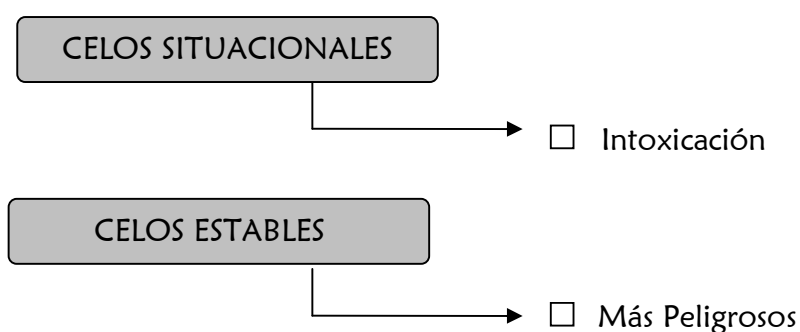 CELOS SITUACIONALES
☐ Intoxicación
CELOS ESTABLES
☐ Más Peligrosos